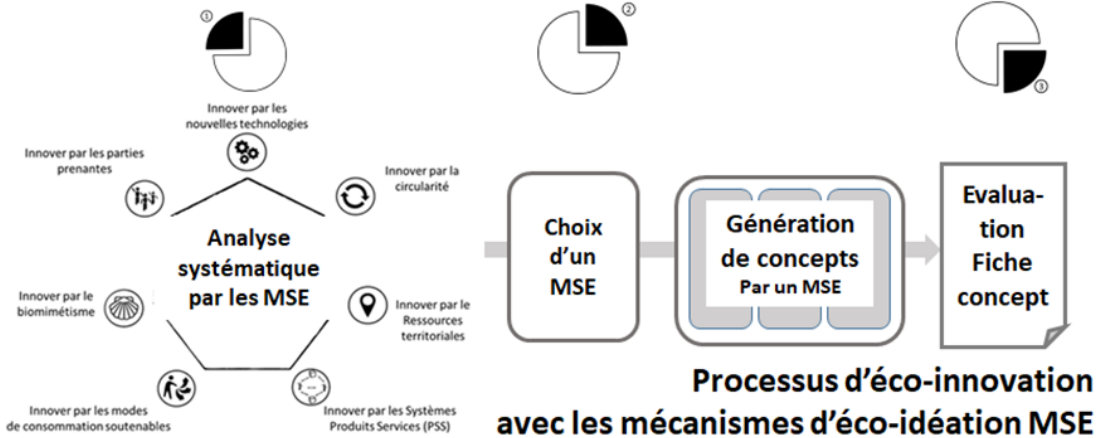 ①
②
③
Innover par les
nouvelles technologies
Innover par les parties
prenantes
Innover par la
circularité
Analyse
systématique
par les MSE
Innover par le
biomimétisme
Innover par le
Ressources
territoriales
Innover par les modes
de consommation soutenables
Innover par les Systèmes
Produits Services (PSS)
Choix
d'un
MSE
Génération
de concepts
Par un MSE
Evalua-
tion
Fiche
concept
Processus d'éco-innovation
avec les mécanismes d'éco-idéation MSE